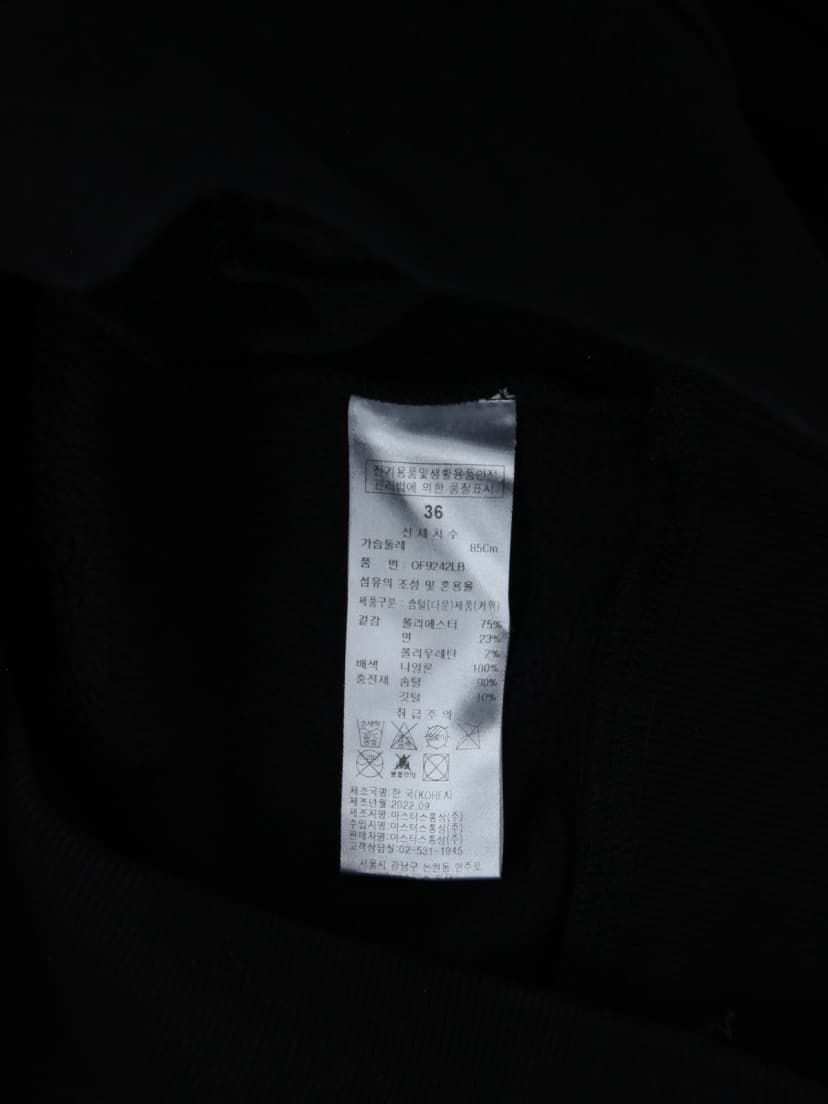 전기용품및생활용품안전
관리법에 의한 품질표시
36
신체치수
가슴둘레 85Cm
품 번 : OF9242LB
섬유의 조성 및 혼용율
제품구분 : 솜털(다운)제품(거위)
겉감 폴리에스터 75%
면 23%
폴리우레탄 2%
배색 나일론 100%
충전재 솜털 90%
깃털 10%
취급주의
손세탁
30℃
중성
제조국명:한국(KOREA)
제조년월:2022.09
제조자명:마스터스통상(주)
수입자명:마스터스통상(주)
판매자명:마스터스통상(주)
고객상담실:02-531-1945
서울시 강남구 논현동 언주로